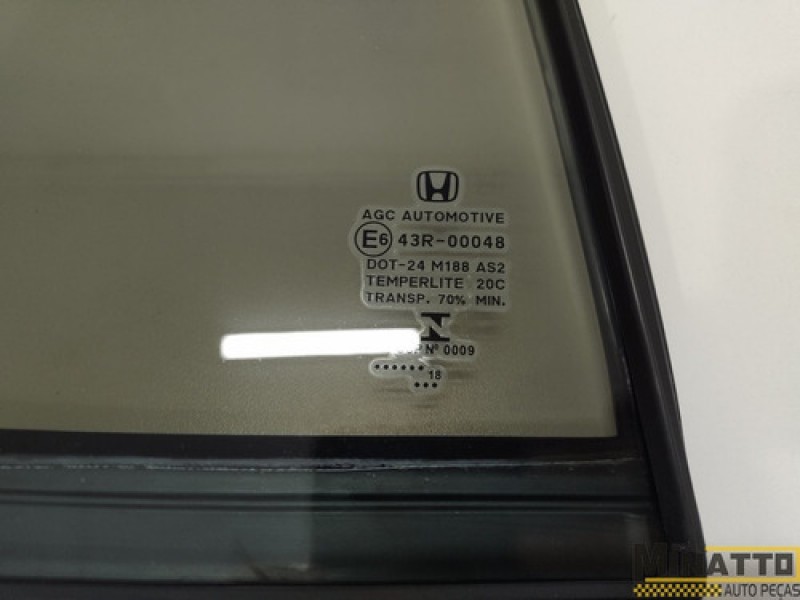 AGC AUTOMOTIVE
E6 43R-00048
DOT-24 M188 AS2
TEMPERLITE 20C
TRANSP. 70% MIN.
N
Nº 0009
18
MINATTO
AUTO PEÇAS